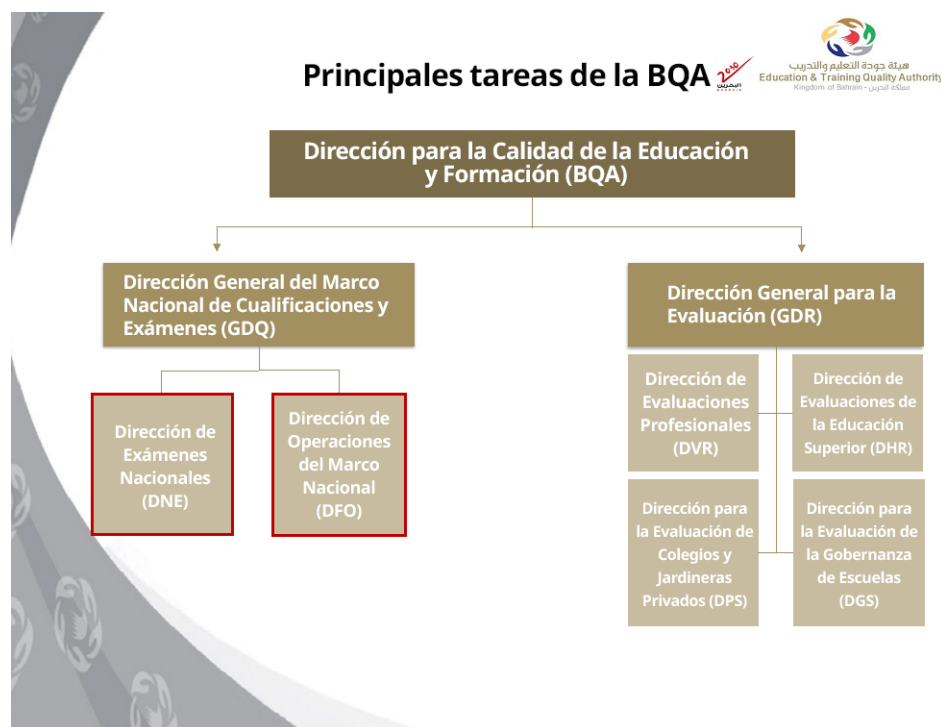 Principales tareas de la BQA
2030
البحرين
BAHRAIN
هيئة جودة التعليم والتدريب
Education & Training Quality Authority
Kingdom of Bahrain - مملكة البحرين
Dirección para la Calidad de la Educación
y Formación (BQA)
Dirección General del Marco
Nacional de Cualificaciones y
Exámenes (GDQ)
Dirección General para la
Evaluación (GDR)
Dirección de
Exámenes
Nacionales
(DNE)
Dirección de
Operaciones
del Marco
Nacional
(DFO)
Dirección de
Evaluaciones
Profesionales
(DVR)
Dirección de
Evaluaciones de
la Educación
Superior (DHR)
Dirección para
la Evaluación de
Colegios y
Jardineras
Privados (DPS)
Dirección para
la Evaluación de
la Gobernanza
de Escuelas
(DGS)